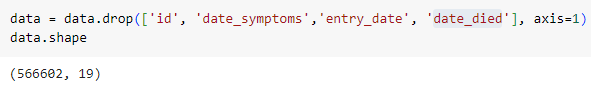 data = data.drop(['id', 'date_symptoms','entry_date', 'date_died'], axis=1)
data.shape
(566602, 19)